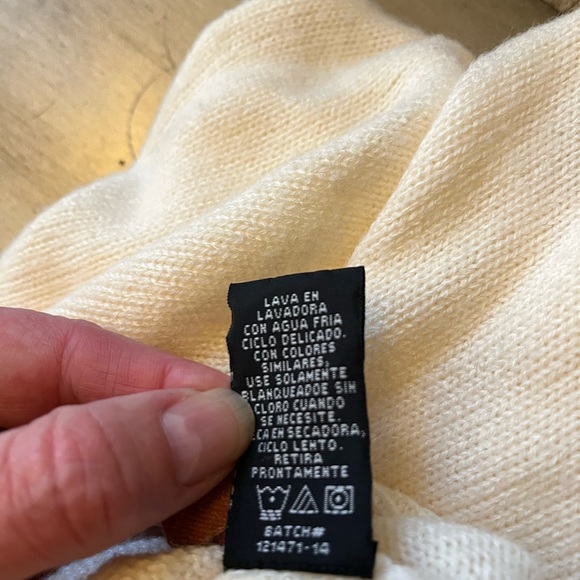 LAVA EN
LAVADORA
CON AGUA FRIA
CICLO DELICADO.
CON COLORES
SIMILARES,
USE SOLAMENTE
BLANQUEADOR SIN
CLORO CUANDO
SE NECESITE.
CA EN SECADORA,
CICLO LENTO.
RETIRA
PRONTAMENTE
BATCH#
121471-14